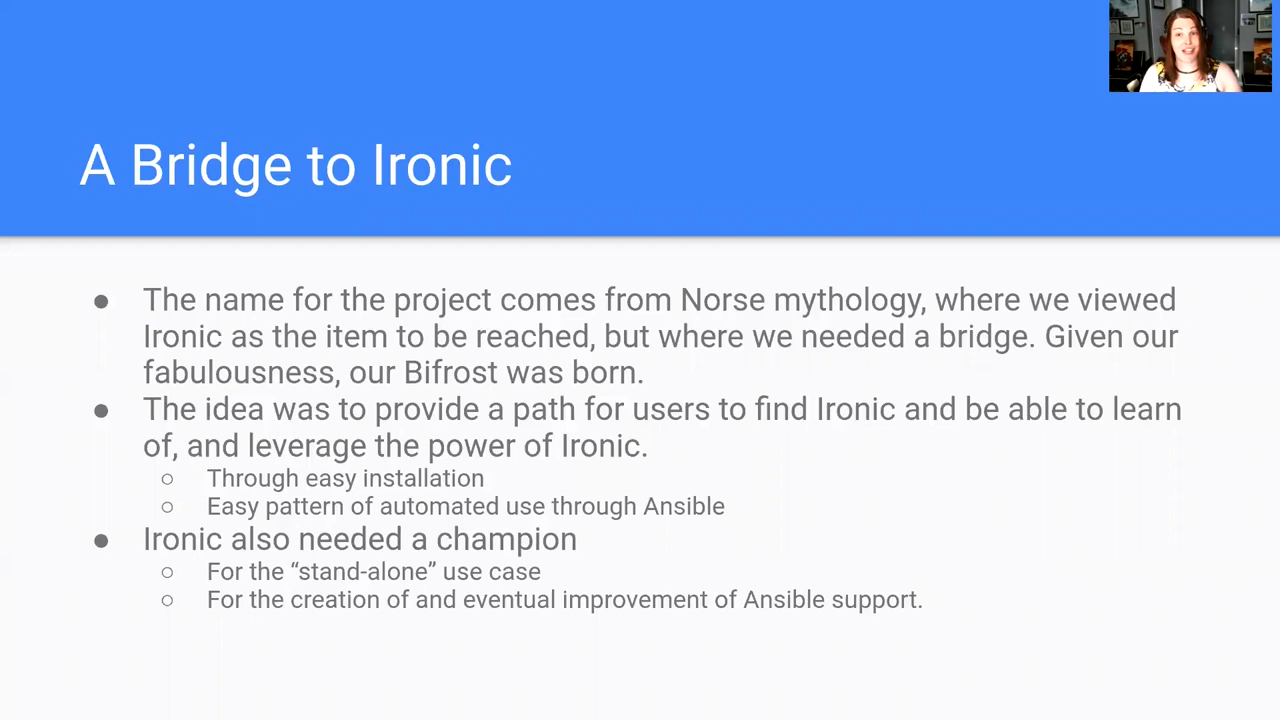 A Bridge to Ironic
● The name for the project comes from Norse mythology, where we viewed
Ironic as the item to be reached, but where we needed a bridge. Given our
fabulousness, our Bifrost was born.
● The idea was to provide a path for users to find Ironic and be able to learn
of, and leverage the power of Ironic.
○ Through easy installation
○ Easy pattern of automated use through Ansible
● Ironic also needed a champion
○ For the “stand-alone” use case
○ For the creation of and eventual improvement of Ansible support.